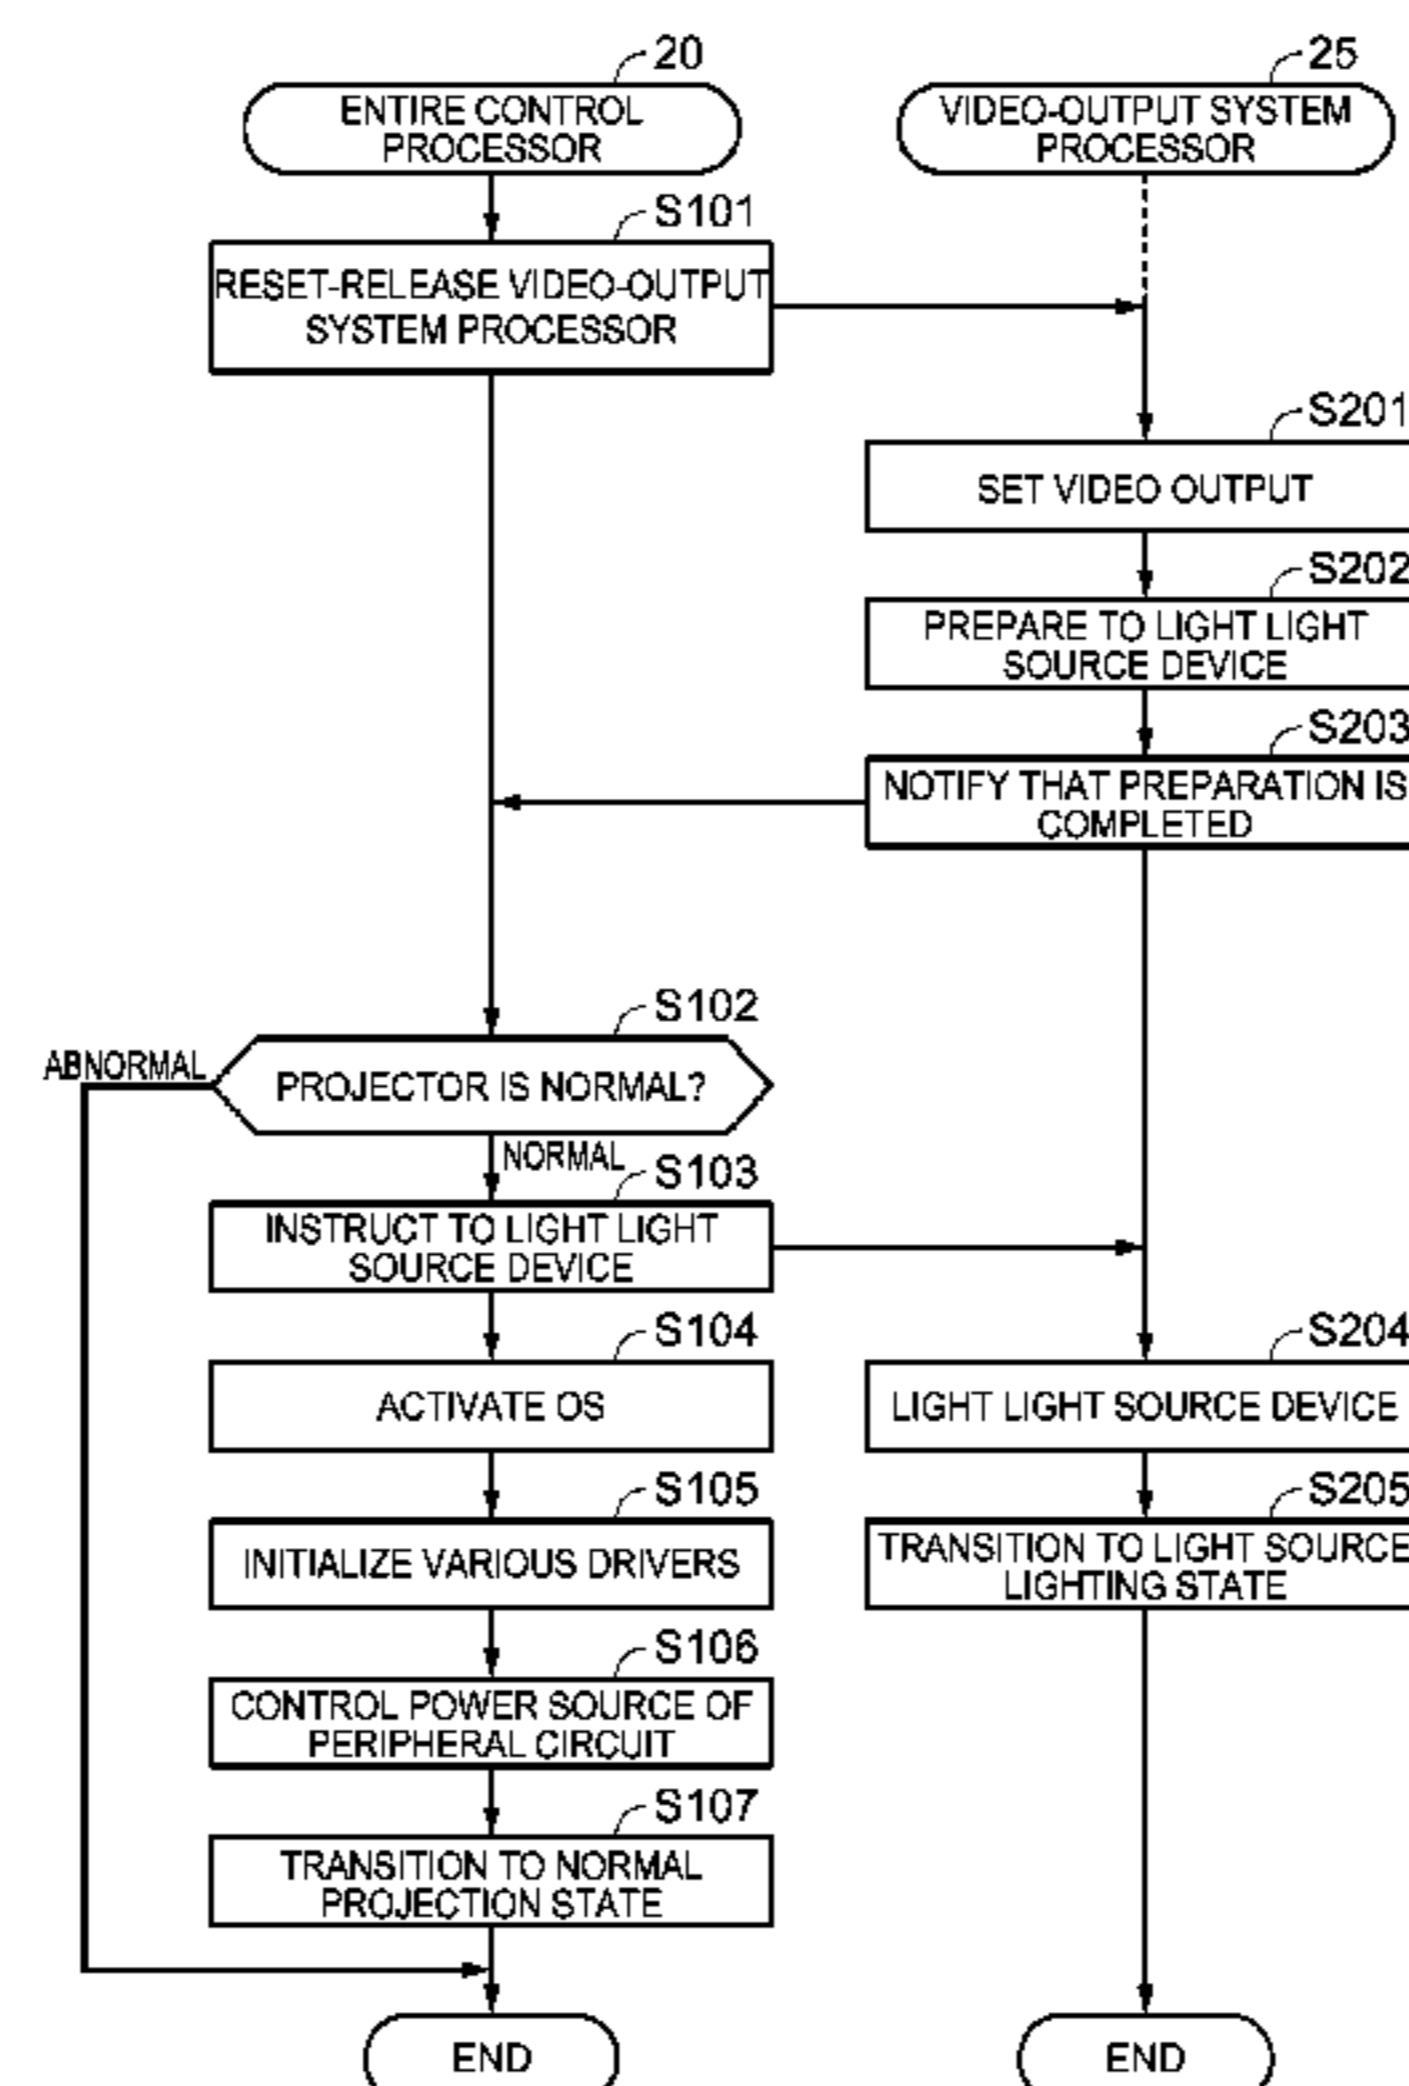 20
ENTIRE CONTROL
PROCESSOR
25
VIDEO-OUTPUT SYSTEM
PROCESSOR
S101
RESET-RELEASE VIDEO-OUTPUT
SYSTEM PROCESSOR
S201
SET VIDEO OUTPUT
S202
PREPARE TO LIGHT LIGHT
SOURCE DEVICE
S203
NOTIFY THAT PREPARATION IS
COMPLETED
S102
ABNORMAL
PROJECTOR IS NORMAL?
NORMAL
S103
INSTRUCT TO LIGHT LIGHT
SOURCE DEVICE
S104
ACTIVATE OS
S204
LIGHT LIGHT SOURCE DEVICE
S105
INITIALIZE VARIOUS DRIVERS
S205
TRANSITION TO LIGHT SOURCE
LIGHTING STATE
S106
CONTROL POWER SOURCE OF
PERIPHERAL CIRCUIT
S107
TRANSITION TO NORMAL
PROJECTION STATE
END
END